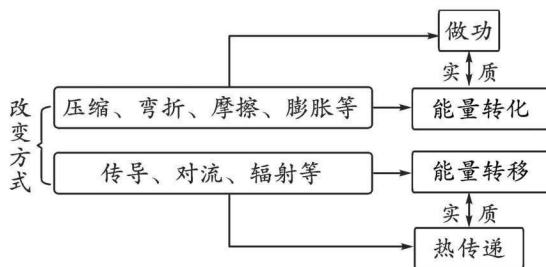 做功
实质
压缩、弯折、摩擦、膨胀等
能量转化
改变方式
传导、对流、辐射等
能量转移
实质
热传递